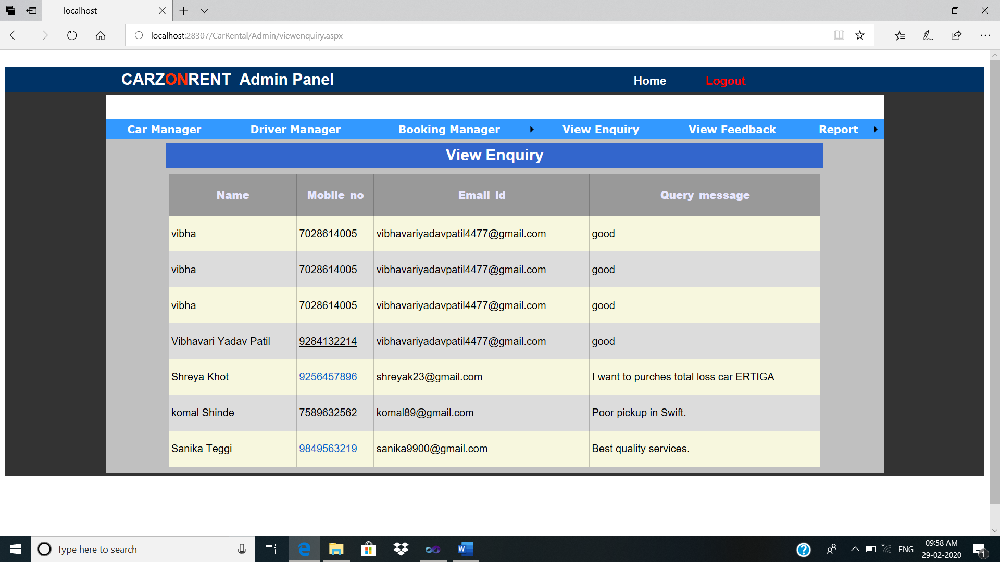 localhost
localhost:28307/CarRental/Admin/viewenquiry.aspx
CARZONRENT Admin Panel Home Logout
Car Manager Driver Manager Booking Manager View Enquiry View Feedback Report
View Enquiry
Name Mobile_no Email_id Query_message
vibha 7028614005 vibhavariyadavpatil4477@gmail.com good
vibha 7028614005 vibhavariyadavpatil4477@gmail.com good
vibha 7028614005 vibhavariyadavpatil4477@gmail.com good
Vibhavari Yadav Patil 9284132214 vibhavariyadavpatil4477@gmail.com good
Shreya Khot 9256457896 shreyak23@gmail.com I want to purches total loss car ERTIGA
komal Shinde 7589632562 komal89@gmail.com Poor pickup in Swift.
Sanika Teggi 9849563219 sanika9900@gmail.com Best quality services.
Type here to search
ENG
09:58 AM
29-02-2020
1